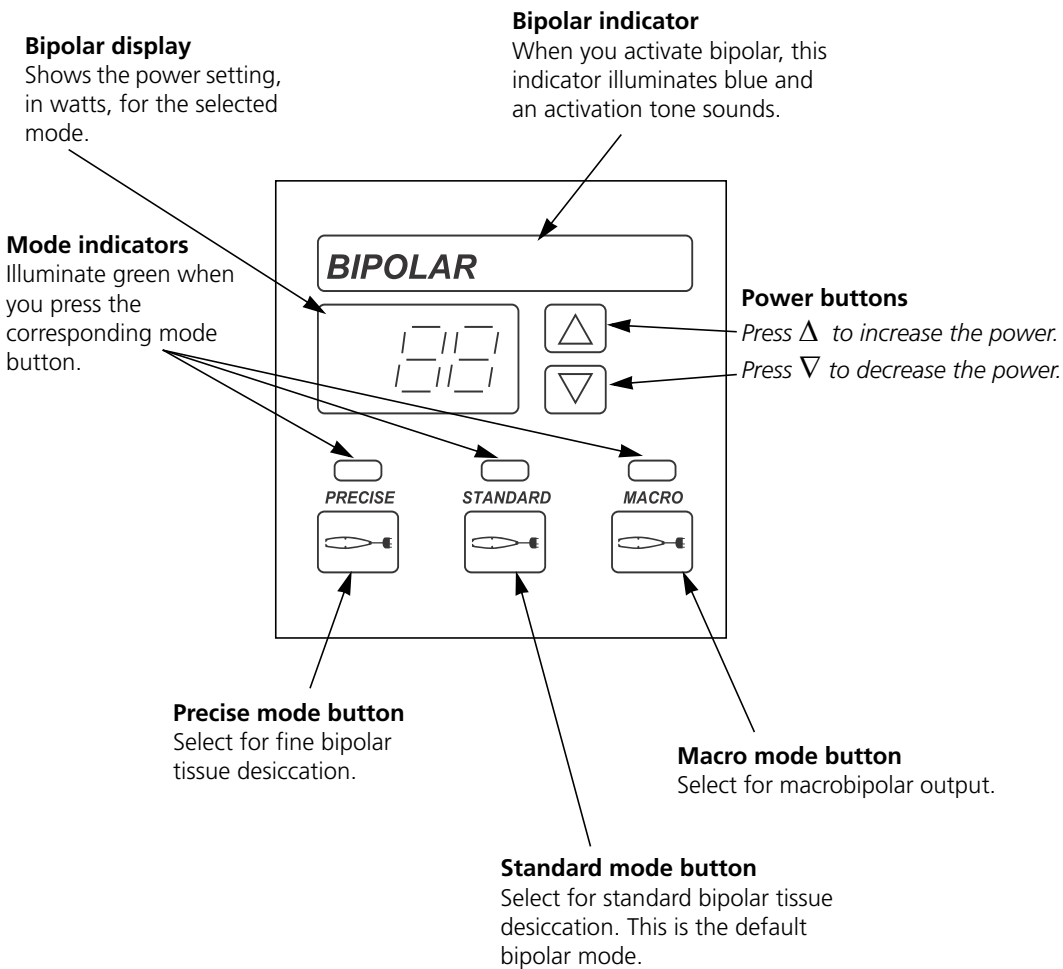 Bipolar indicator
When you activate bipolar, this
indicator illuminates blue and
an activation tone sounds.
Bipolar display
Shows the power setting,
in watts, for the selected
mode.
Mode indicators
Illuminate green when
you press the
corresponding mode
button.
BIPOLAR
88
Power buttons
Press Δ to increase the power.
Press ∇ to decrease the power.
PRECISE
STANDARD
MACRO
Precise mode button
Select for fine bipolar
tissue desiccation.
Macro mode button
Select for macrobipolar output.
Standard mode button
Select for standard bipolar tissue
desiccation. This is the default
bipolar mode.